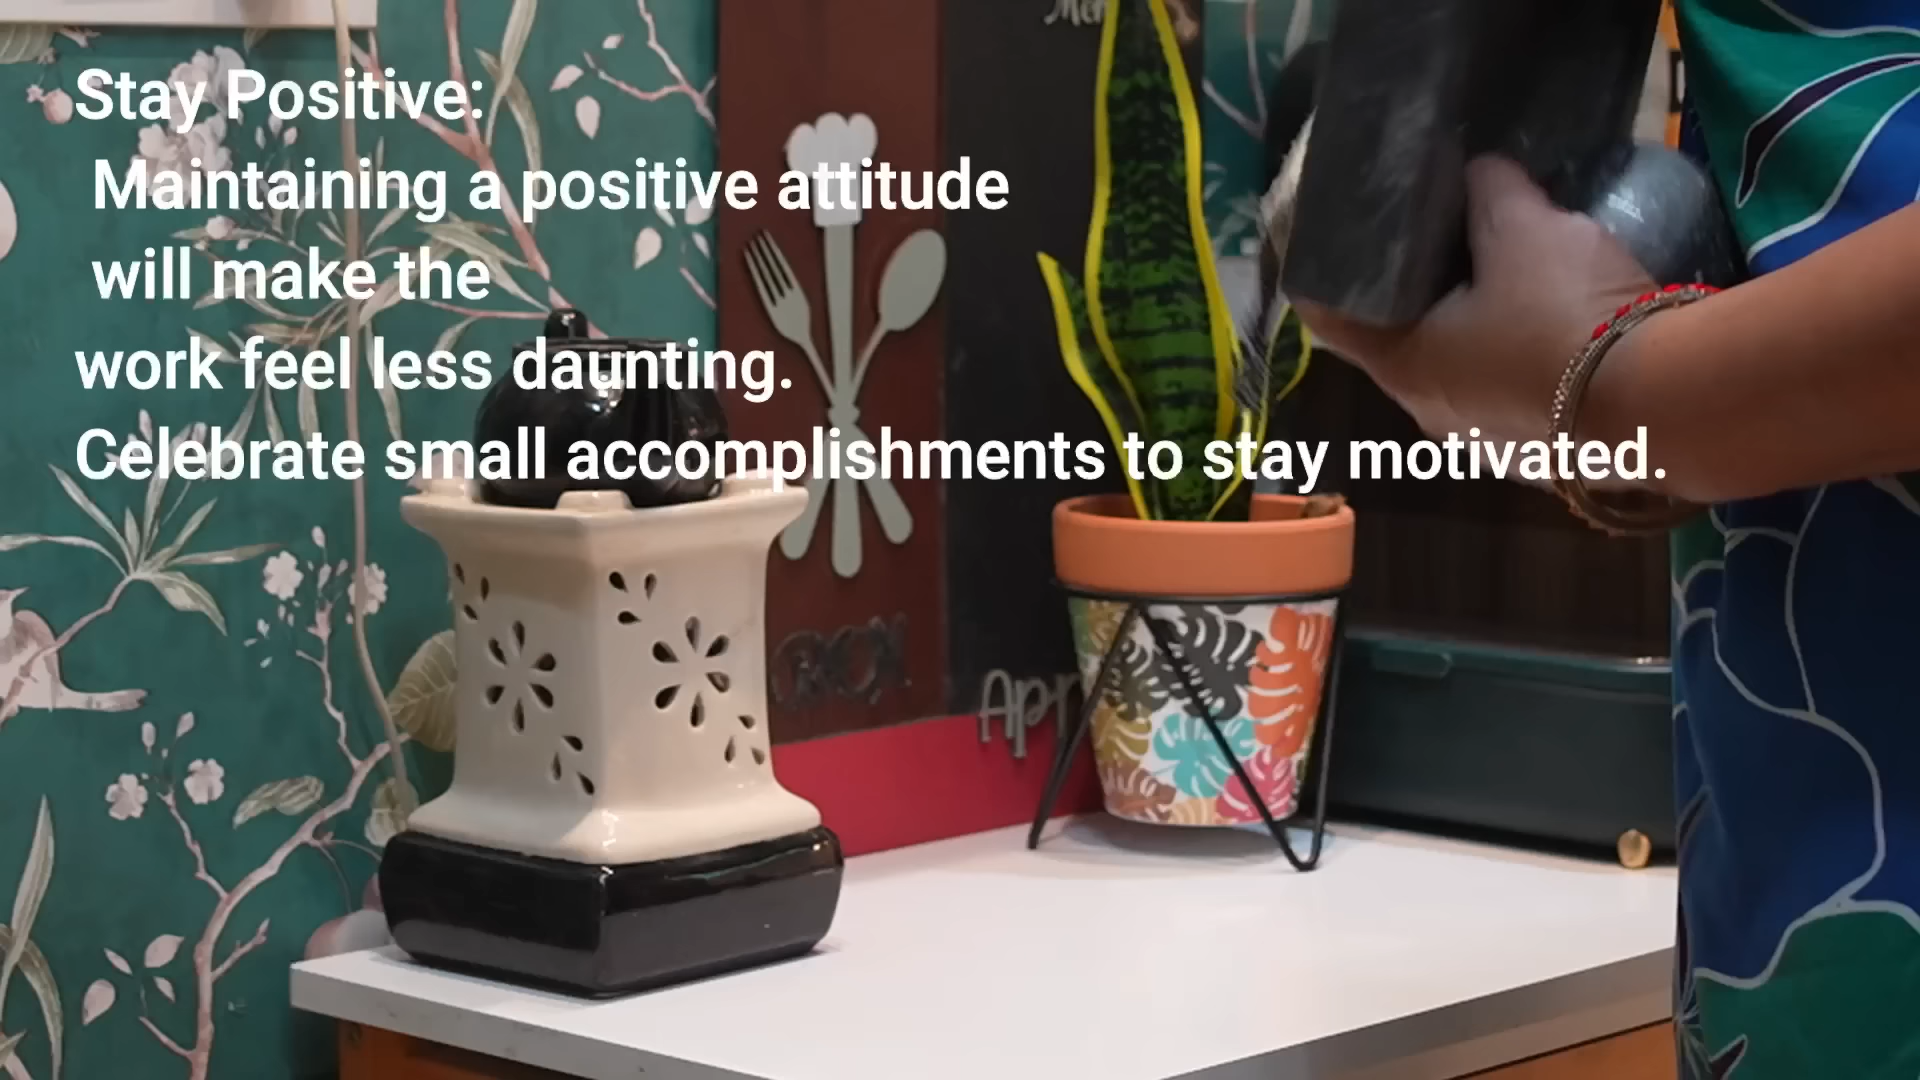 Stay Positive:
Maintaining a positive attitude
will make the
work feel less daunting.
Celebrate small accomplishments to stay motivated.